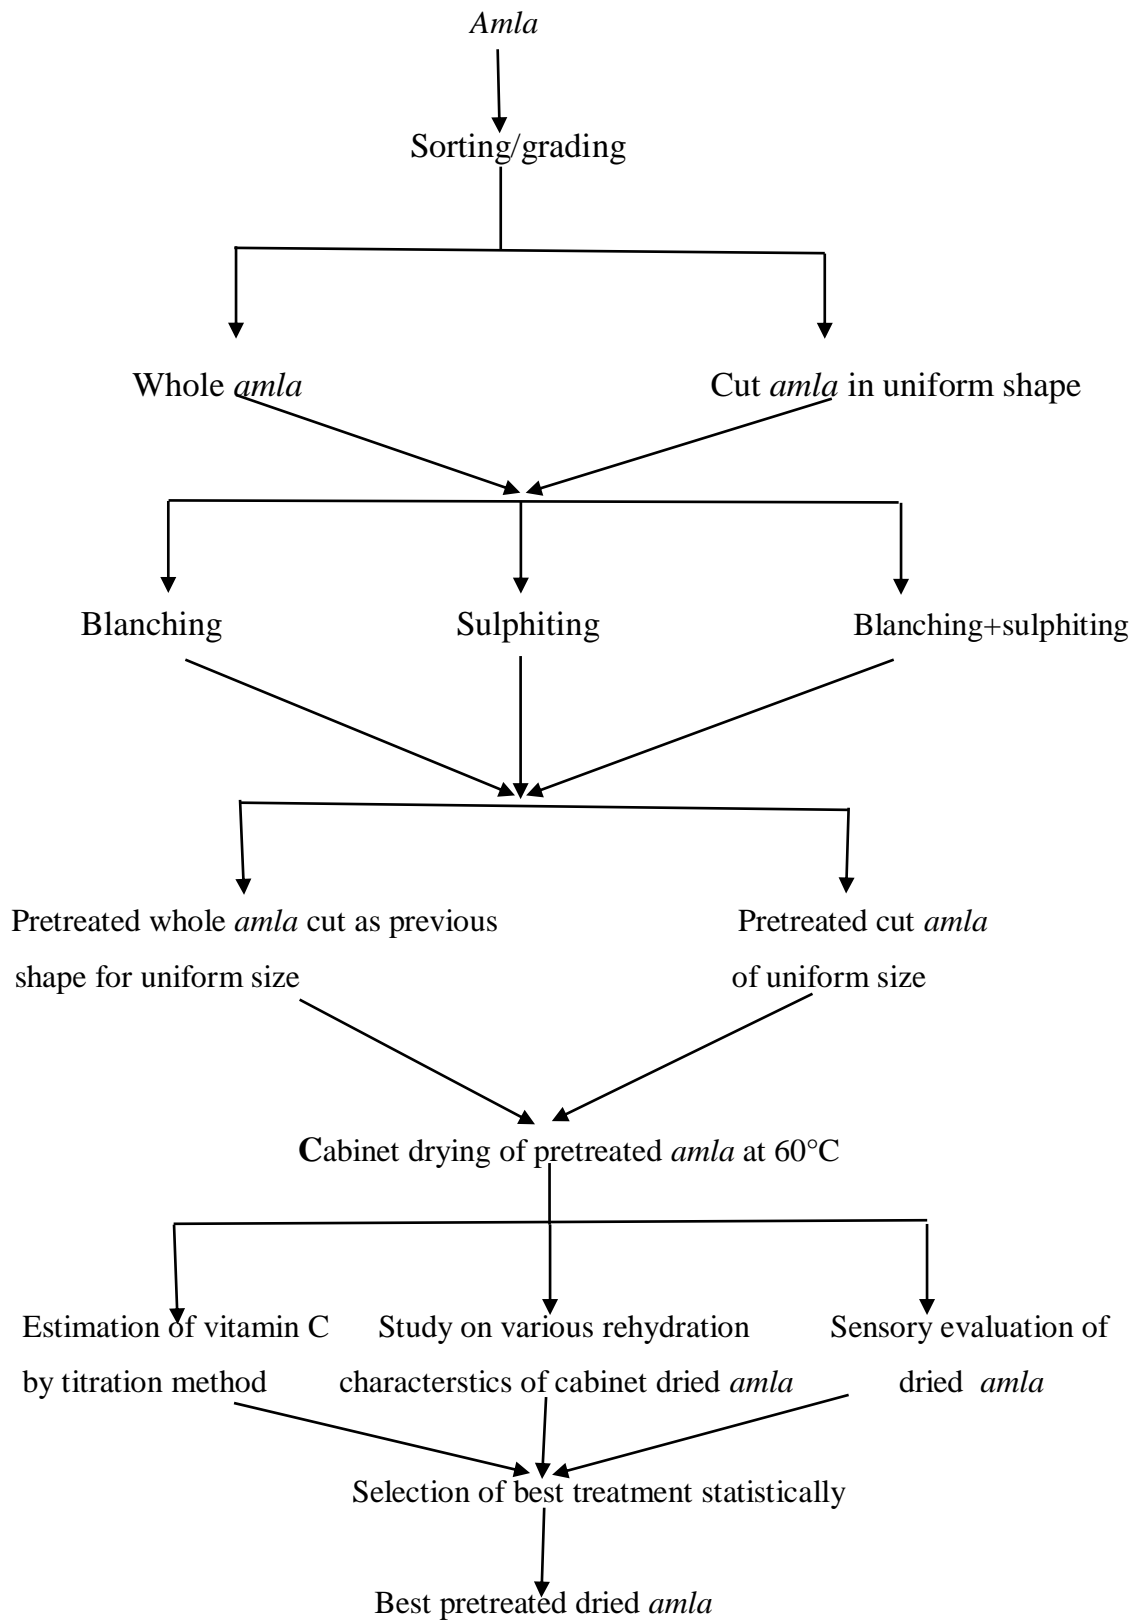 Amla
Sorting/grading
Whole amla
Cut amla in uniform shape
Blanching
Sulphiting
Blanching+sulphiting
Pretreated whole amla cut as previous
shape for uniform size
Pretreated cut amla
of uniform size
Cabinet drying of pretreated amla at 60°C
Estimation of vitamin C
by titration method
Study on various rehydration
characterstics of cabinet dried amla
Sensory evaluation of
dried amla
Selection of best treatment statistically
Best pretreated dried amla